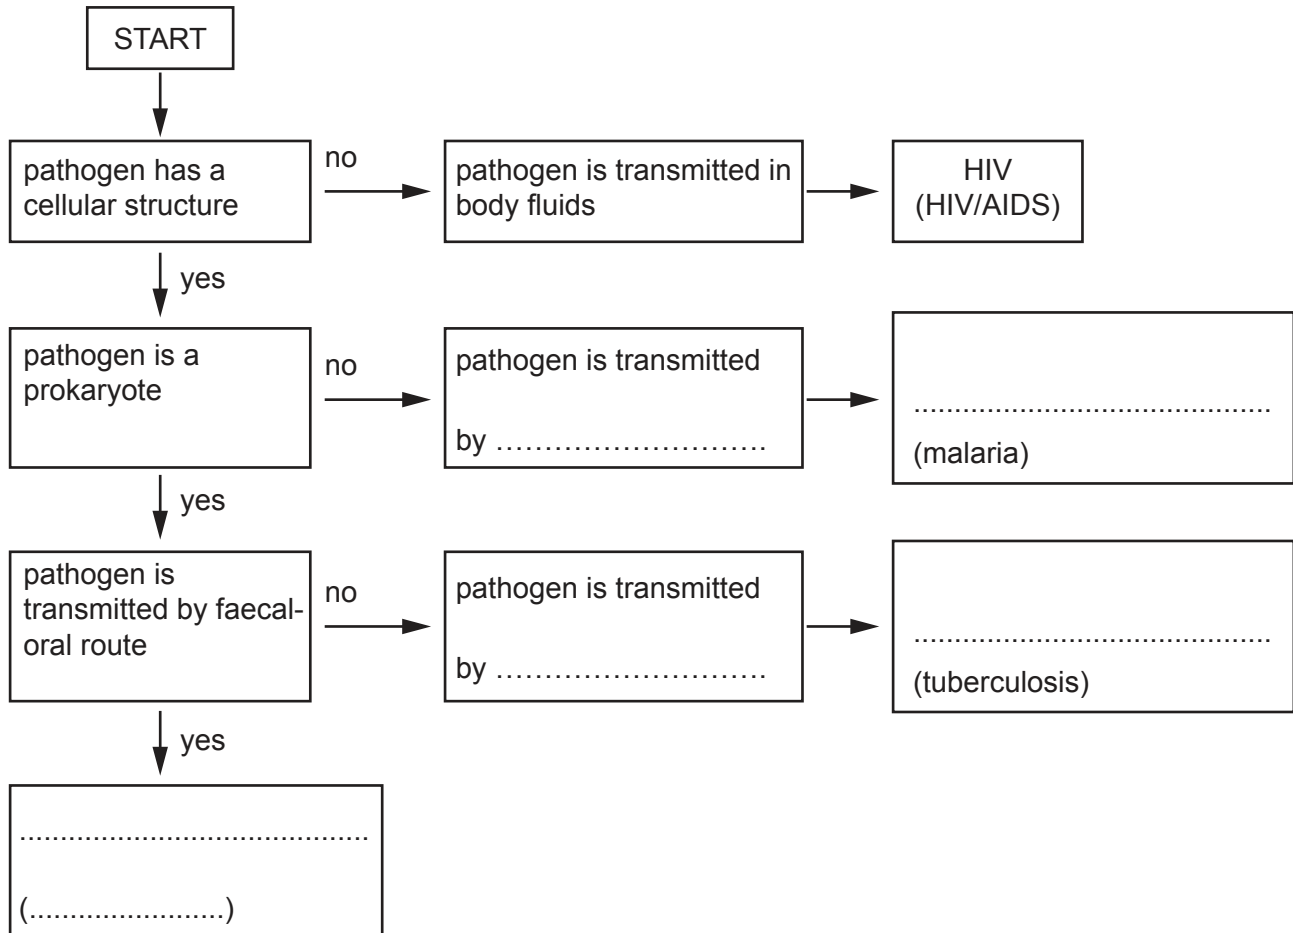 START
pathogen has a
cellular structure
no
pathogen is transmitted in
body fluids
HIV
(HIV/AIDS)
yes
pathogen is a
prokaryote
no
pathogen is transmitted
by ...........................
...........................................
(malaria)
yes
pathogen is
transmitted by faecal-
oral route
no
pathogen is transmitted
by ...........................
...........................................
(tuberculosis)
yes
..........................................
(........................)